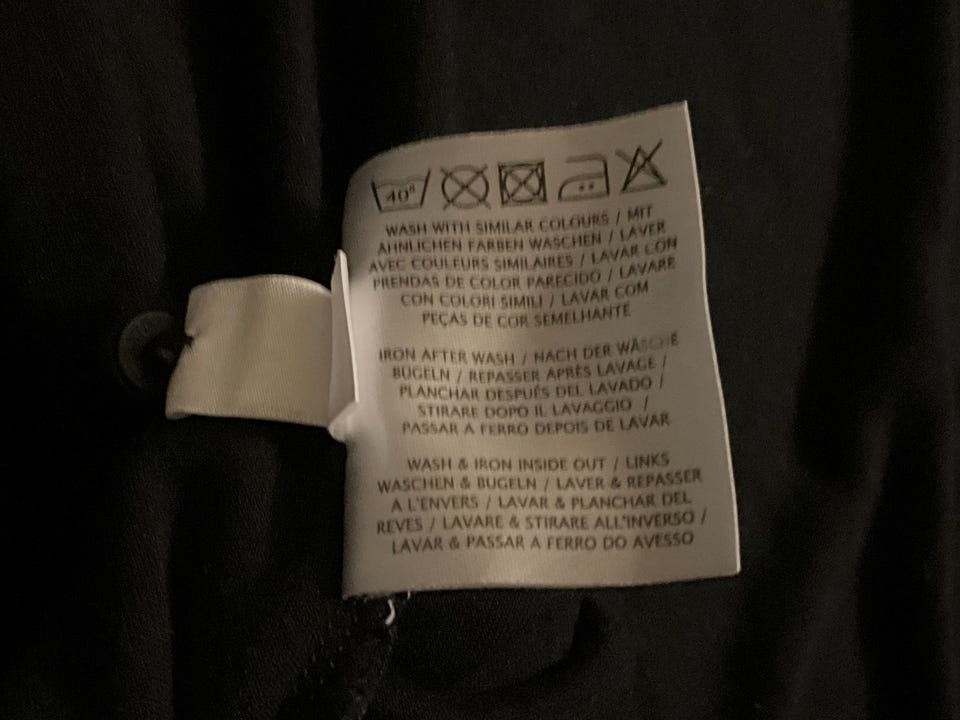 40°
WASH WITH SIMILAR COLOURS / MIT
ÄHNLICHEN FARBEN WASCHEN / LAVER
AVEC COULEURS SIMILAIRES / LAVAR CON
PRENDAS DE COLOR PARECIDO / LAVARE
CON COLORI SIMILI / LAVAR COM
PEÇAS DE COR SEMELHANTE
IRON AFTER WASH / NACH DER WÄSCHE
BUGELN / REPASSER APRÈS LAVAGE /
PLANCHAR DESPUÉS DEL LAVADO /
STIRARE DOPO IL LAVAGGIO /
PASSAR A FERRO DEPOIS DE LAVAR
WASH & IRON INSIDE OUT / LINKS
WASCHEN & BUGELN / LAVER & REPASSER
A L'ENVERS / LAVAR & PLANCHAR DEL
REVES / LAVARE & STIRARE ALL'INVERSO /
LAVAR & PASSAR A FERRO DO AVESSO